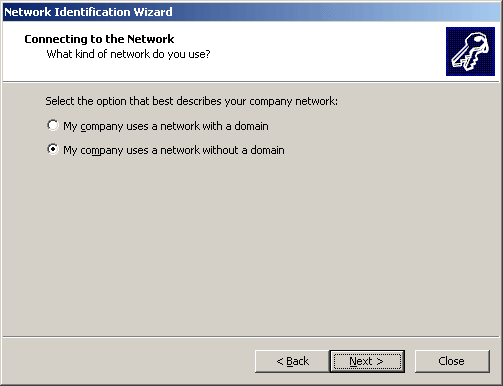 Network Identification Wizard
Connecting to the Network
What kind of network do you use?
Select the option that best describes your company network:
My company uses a network with a domain
My company uses a network without a domain
< Back
Next >
Close